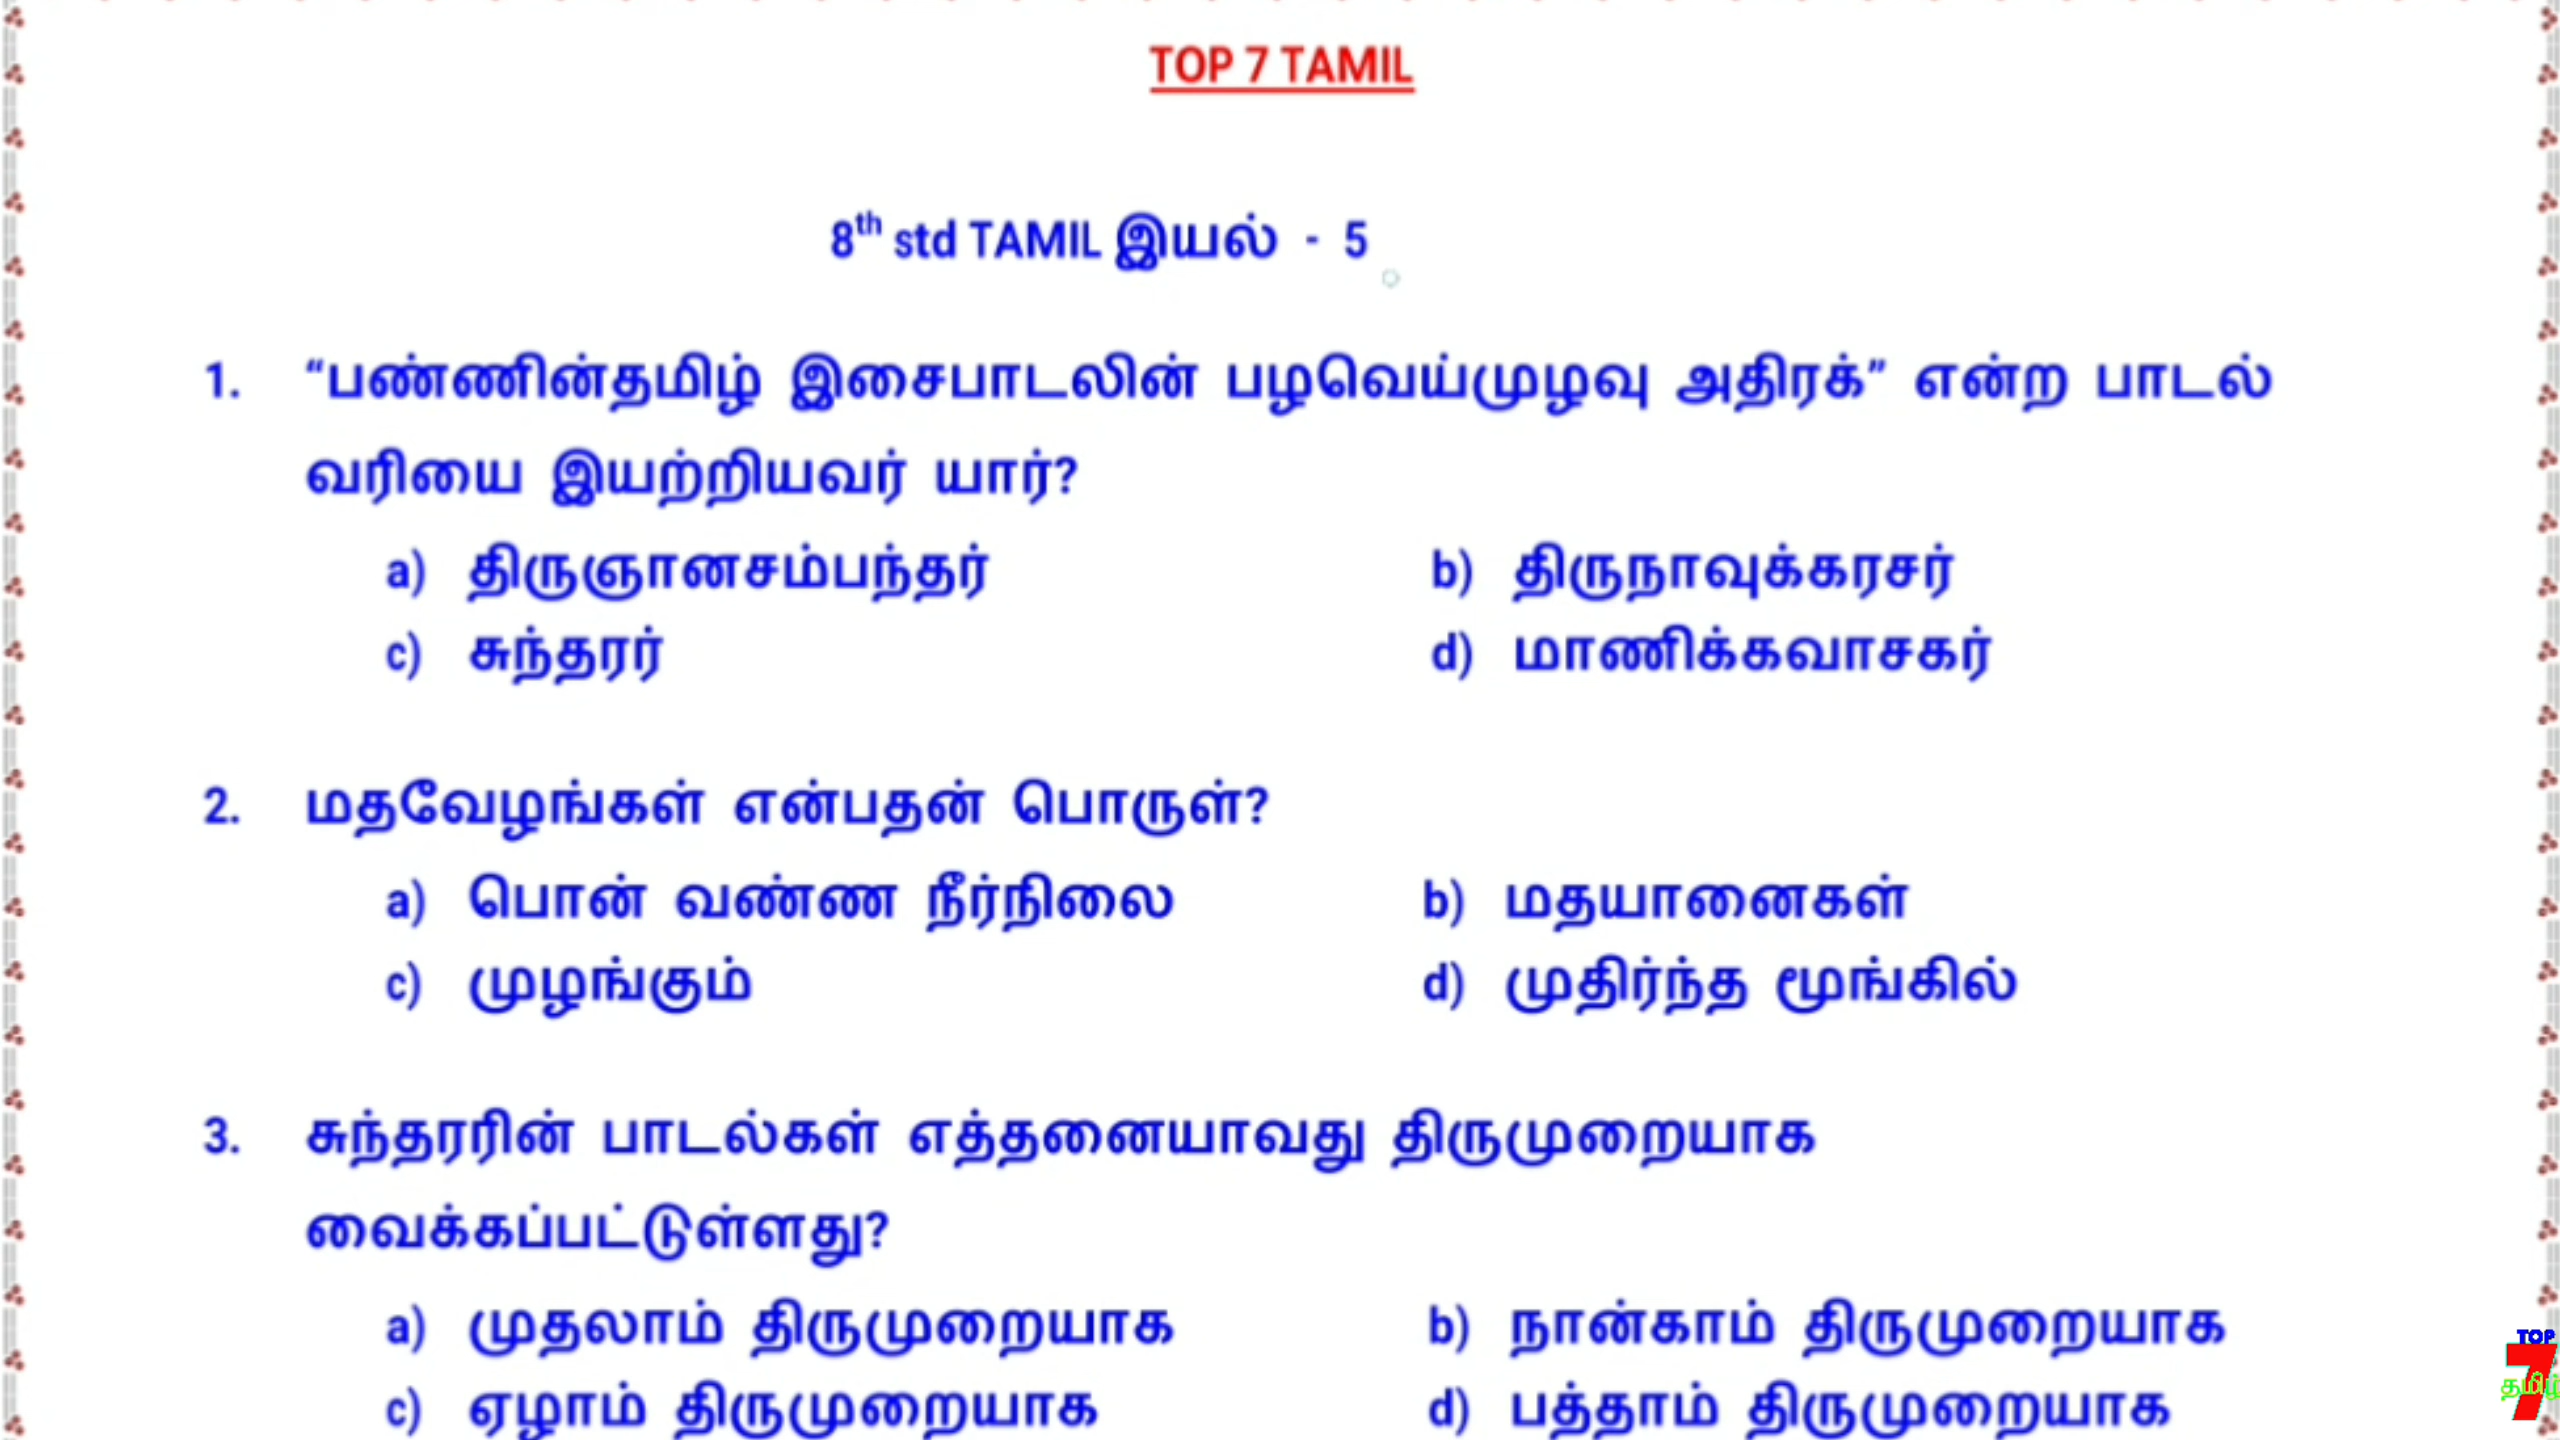 TOP 7 TAMIL
8th std TAMIL இயல் - 5
1. “பண்ணின்தமிழ் இசைபாடலின் பழவெய்முழவு அதிரக்” என்ற பாடல்
வரியை இயற்றியவர் யார்?
a) திருஞானசம்பந்தர் b) திருநாவுக்கரசர்
c) சுந்தரர் d) மாணிக்கவாசகர்
2. மதவேழங்கள் என்பதன் பொருள்?
a) பொன் வண்ண நீர்நிலை b) மதயானைகள்
c) முழங்கும் d) முதிர்ந்த மூங்கில்
3. சுந்தரரின் பாடல்கள் எத்தனையாவது திருமுறையாக
வைக்கப்பட்டுள்ளது?
a) முதலாம் திருமுறையாக b) நான்காம் திருமுறையாக
c) ஏழாம் திருமுறையாக d) பத்தாம் திருமுறையாக
TOP
7
தமிழ்